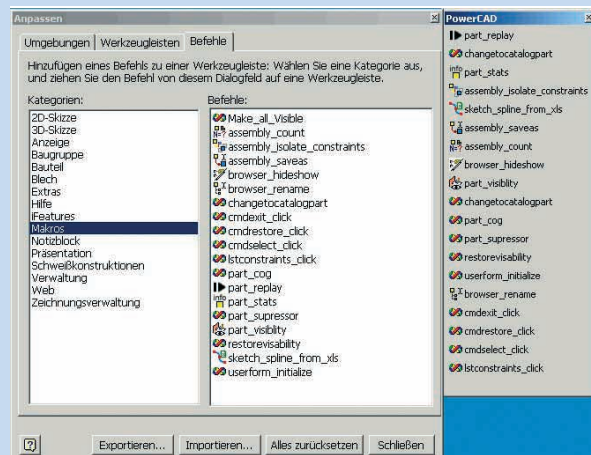 Anpassen
Umgebungen
Werkzeugleisten
Befehle
Hinzufügen eines Befehls zu einer Werkzeugleiste: Wählen Sie eine Kategorie aus,
und ziehen Sie den Befehl von diesem Dialogfeld auf eine Werkzeugleiste.
Kategorien:
2D-Skizze
3D-Skizze
Anzeige
Baugruppe
Bauteil
Blech
Extras
Hilfe
iFeatures
Makros
Notizblock
Präsentation
Schweißkonstruktionen
Verwaltung
Web
Zeichnungsverwaltung
Befehle:
Make_all_Visible
assembly_count
assembly_isolate_constraints
assembly_saveas
browser_hideshow
browser_rename
changetocatalogpart
cmdexit_click
cmdrestore_click
cmdselect_click
lstconstraints_click
part_cog
part_replay
part_stats
part_supressor
part_visiblity
restorevisability
sketch_spline_from_xls
userform_initialize
Exportieren...
Importieren...
Alles zurücksetzen
Schließen
PowerCAD
part_replay
changetocatalogpart
part_stats
assembly_isolate_constraints
sketch_spline_from_xls
assembly_saveas
assembly_count
browser_hideshow
part_visiblity
changetocatalogpart
part_cog
part_supressor
restorevisability
userform_initialize
browser_rename
cmdexit_click
cmdrestore_click
cmdselect_click
lstconstraints_click